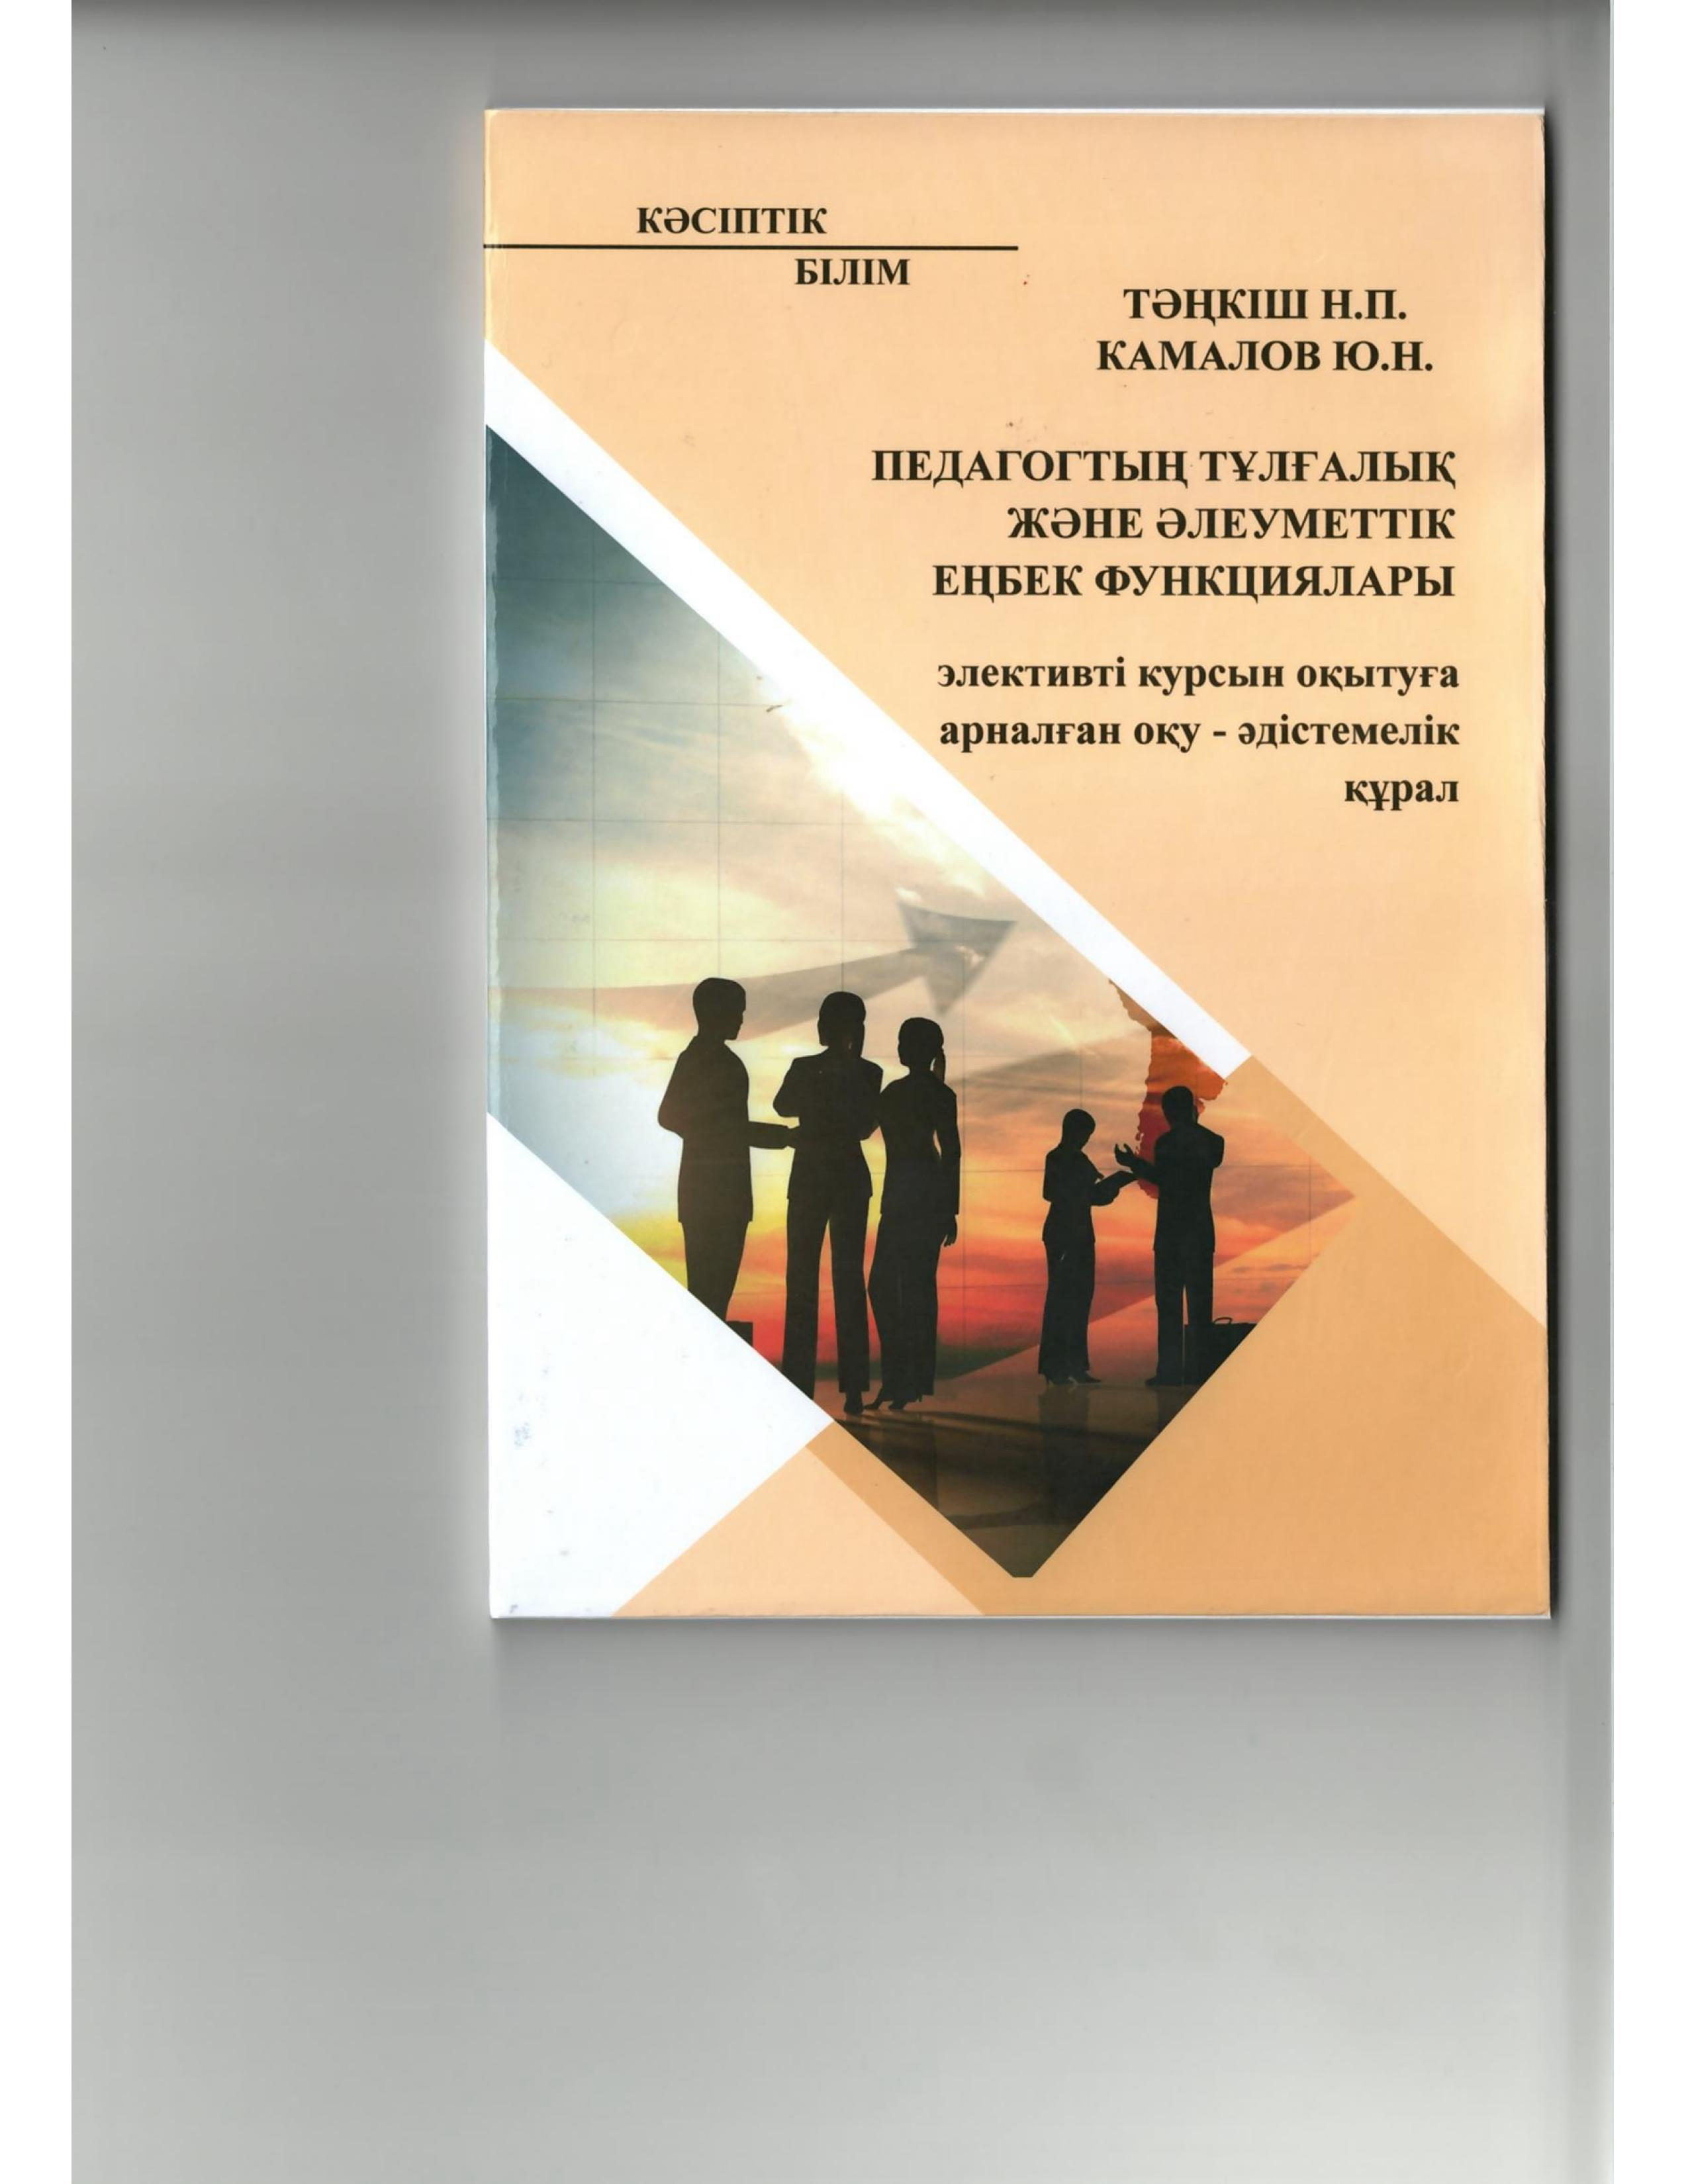 КӘСІПТІК
БІЛІМ
ТӘҢКІШ Н.П.
КАМАЛОВ Ю.Н.
ПЕДАГОГТЫҢ ТҰЛҒАЛЫҚ
ЖӘНЕ ӘЛЕУМЕТТІК
ЕҢБЕК ФУНКЦИЯЛАРЫ
элективті курсын оқытуға
арналған оқу - әдістемелік
құрал